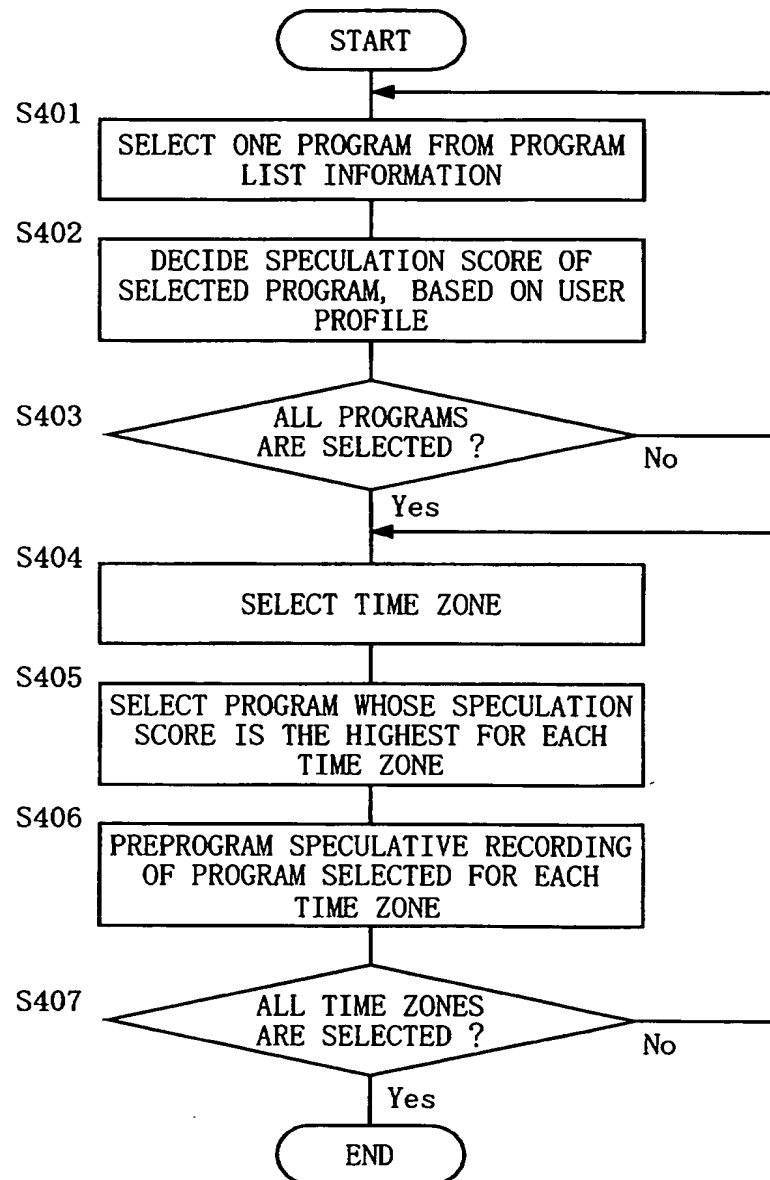 START
S401
SELECT ONE PROGRAM FROM PROGRAM
LIST INFORMATION
S402
DECIDE SPECULATION SCORE OF
SELECTED PROGRAM, BASED ON USER
PROFILE
S403
ALL PROGRAMS
ARE SELECTED ?
No
Yes
S404
SELECT TIME ZONE
S405
SELECT PROGRAM WHOSE SPECULATION
SCORE IS THE HIGHEST FOR EACH
TIME ZONE
S406
PREPROGRAM SPECULATIVE RECORDING
OF PROGRAM SELECTED FOR EACH
TIME ZONE
S407
ALL TIME ZONES
ARE SELECTED ?
No
Yes
END